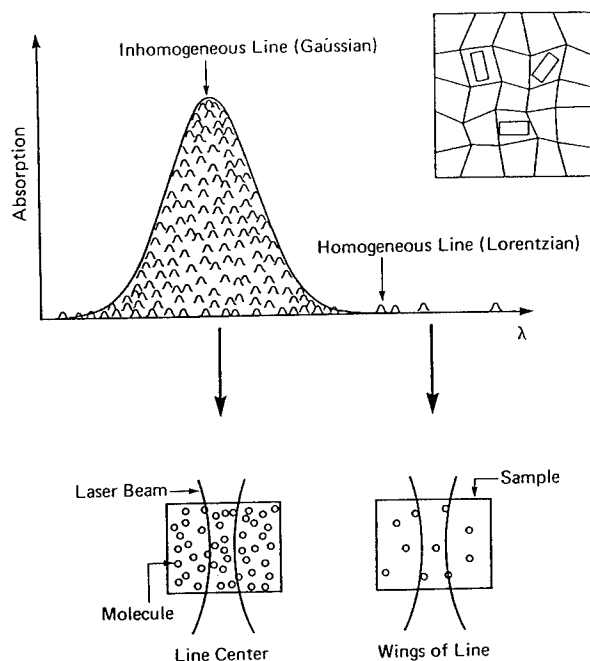 Inhomogeneous Line (Gaussian)
Absorption
Homogeneous Line (Lorentzian)
λ
Laser Beam
Sample
Molecule
Line Center
Wings of Line